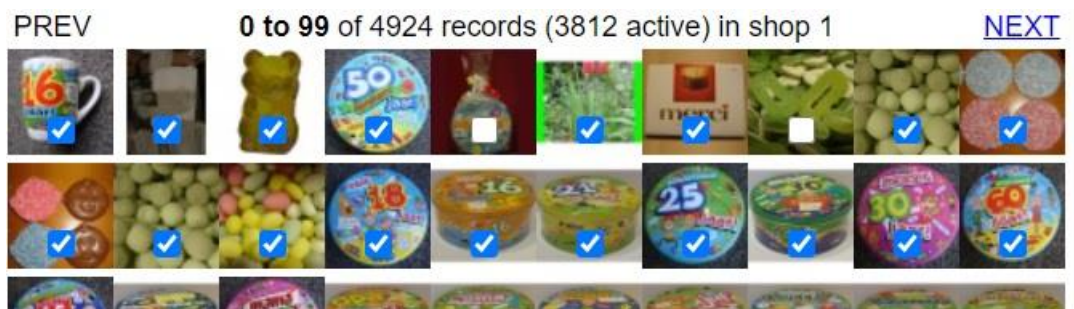 PREV 0 to 99 of 4924 records (3812 active) in shop 1 NEXT
16 50 merci
18 16 25 30 60